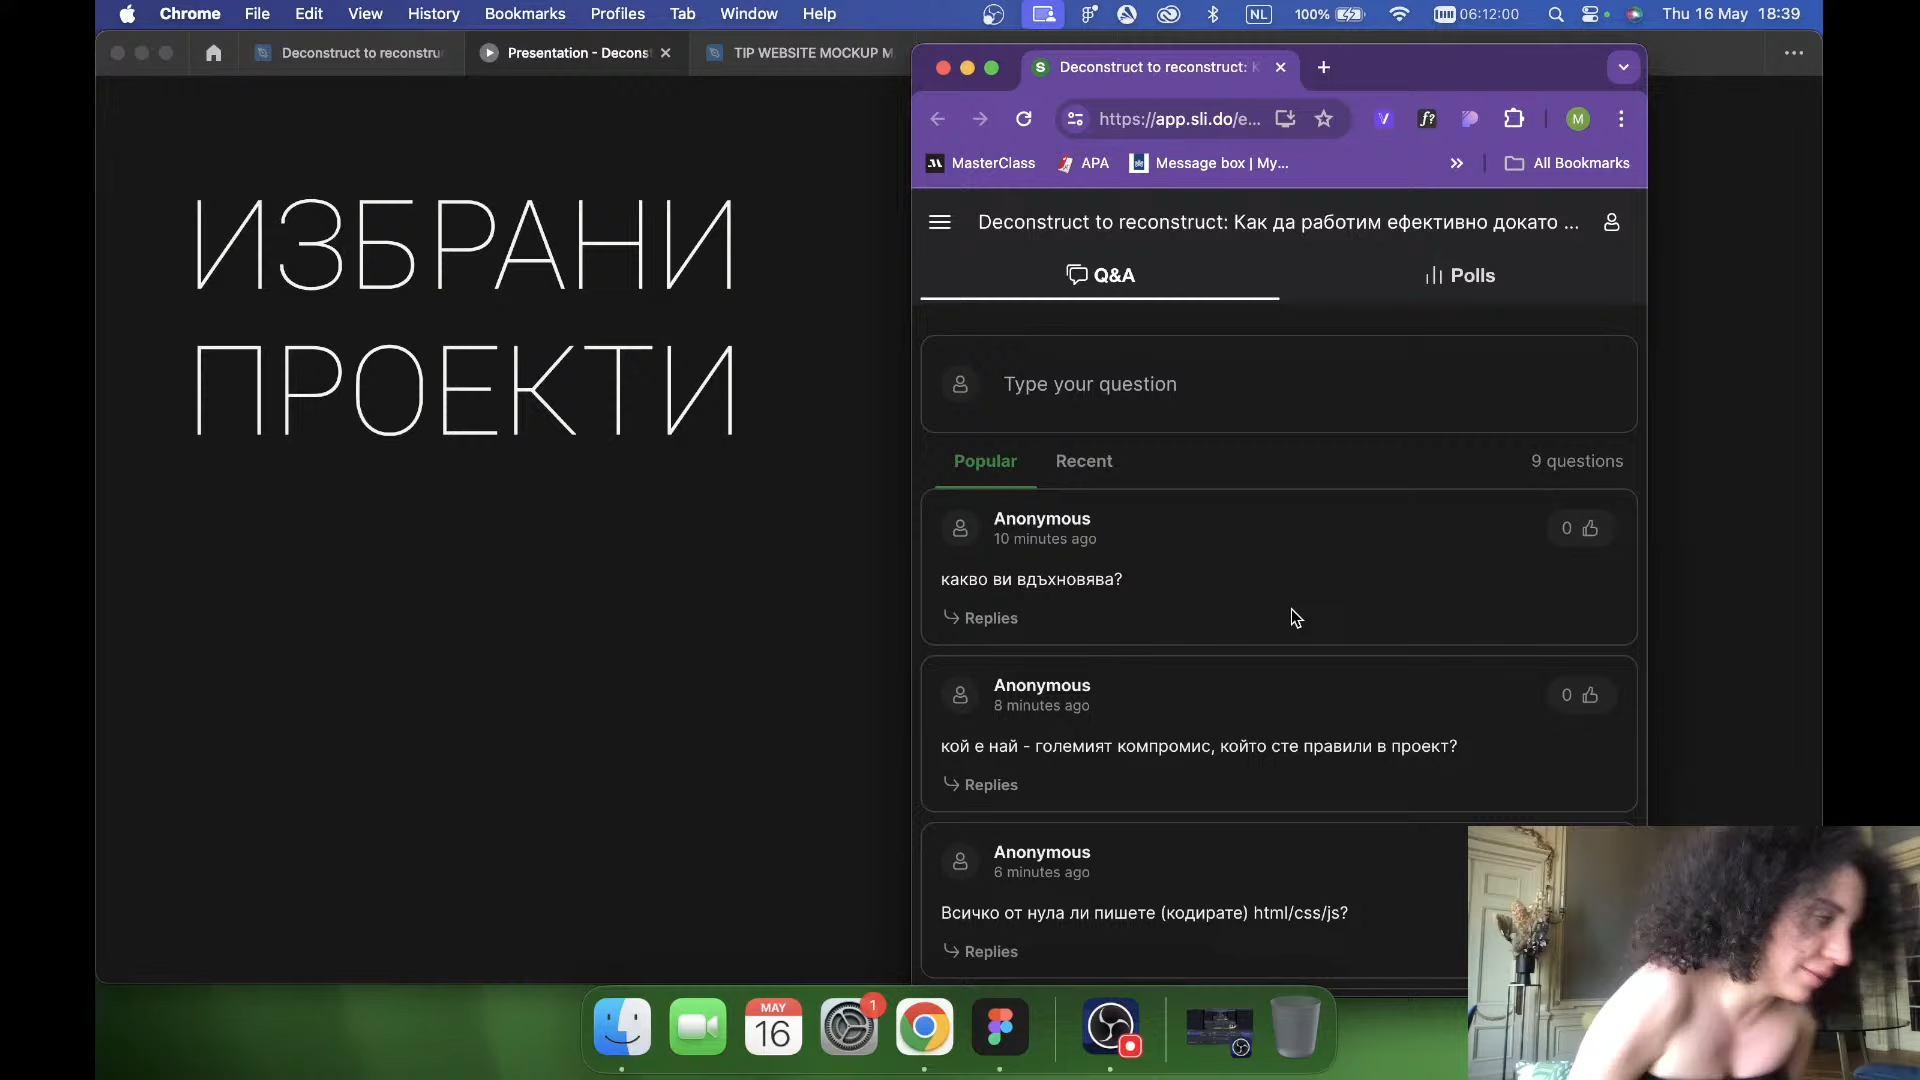 Chrome File Edit View History Bookmarks Profiles Tab Window Help NL 100% 06:12:00 Thu 16 May 18:39
Deconstruct to reconstru Presentation - Decons TIP WEBSITE MOCKUP M
S Deconstruct to reconstruct: K
https://app.sli.do/e... V f? M
MasterClass APA Message box | My... All Bookmarks
ИЗБРАНИ
ПРОЕКТИ
Deconstruct to reconstruct: Как да работим ефективно докато ...
Q&A Polls
Type your question
Popular Recent 9 questions
Anonymous
10 minutes ago
0
какво ви вдъхновява?
Replies
Anonymous
8 minutes ago
0
кой е най - големият компромис, който сте правили в проект?
Replies
Anonymous
6 minutes ago
Всичко от нула ли пишете (кодирате) html/css/js?
Replies
MAY
16
1